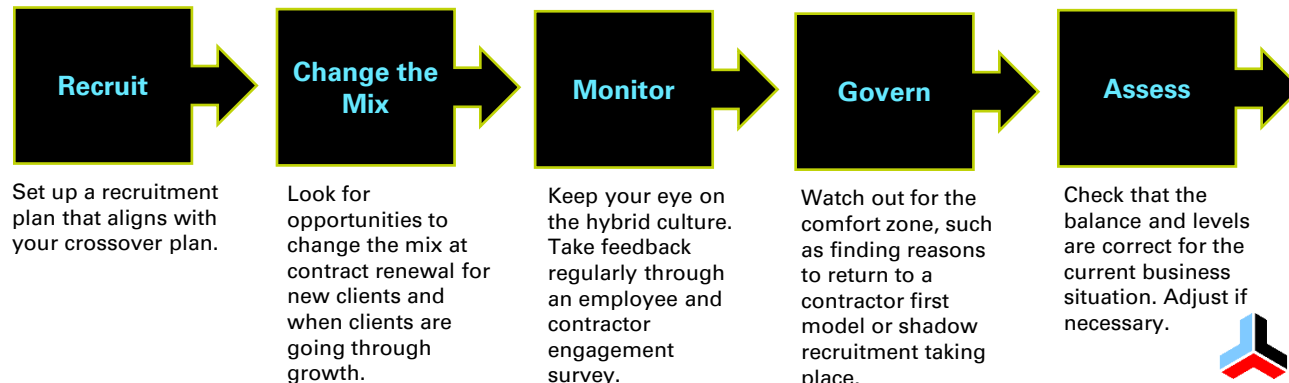 Recruit
Change the
Mix
Monitor
Govern
Assess
Set up a recruitment
plan that aligns with
your crossover plan.
Look for
opportunities to
change the mix at
contract renewal for
new clients and
when clients are
going through
growth.
Keep your eye on
the hybrid culture.
Take feedback
regularly through
an employee and
contractor
engagement
survey.
Watch out for the
comfort zone, such
as finding reasons
to return to a
contractor first
model or shadow
recruitment taking
place.
Check that the
balance and levels
are correct for the
current business
situation. Adjust if
necessary.